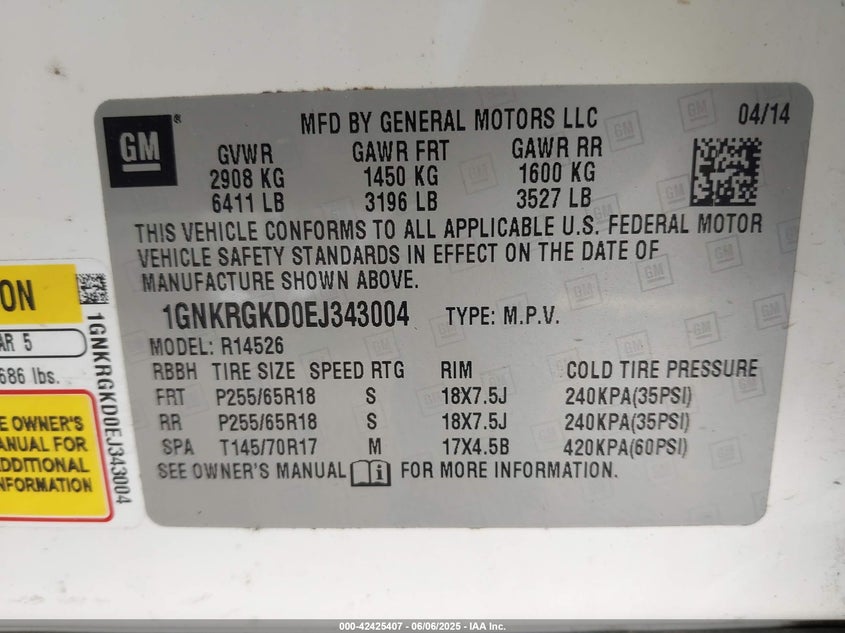 GM
MFD BY GENERAL MOTORS LLC
04/14
GVWR GAWR FRT GAWR RR
2908 KG 1450 KG 1600 KG
6411 LB 3196 LB 3527 LB
THIS VEHICLE CONFORMS TO ALL APPLICABLE U.S. FEDERAL MOTOR
VEHICLE SAFETY STANDARDS IN EFFECT ON THE DATE OF
MANUFACTURE SHOWN ABOVE.
1GNKRGKD0EJ343004 TYPE: M.P.V.
MODEL: R14526
RBBH TIRE SIZE SPEED RTG RIM COLD TIRE PRESSURE
FRT P255/65R18 S 18X7.5J 240KPA(35PSI)
RR P255/65R18 S 18X7.5J 240KPA(35PSI)
SPA T145/70R17 M 17X4.5B 420KPA(60PSI)
SEE OWNER'S MANUAL FOR MORE INFORMATION.
ON
AR 5
686 lbs.
E OWNER'S
ANUAL FOR
DDITIONAL
NFORMATION
1GNKRGKD0EJ343004
000-42425407 - 06/06/2025 - IAA Inc.